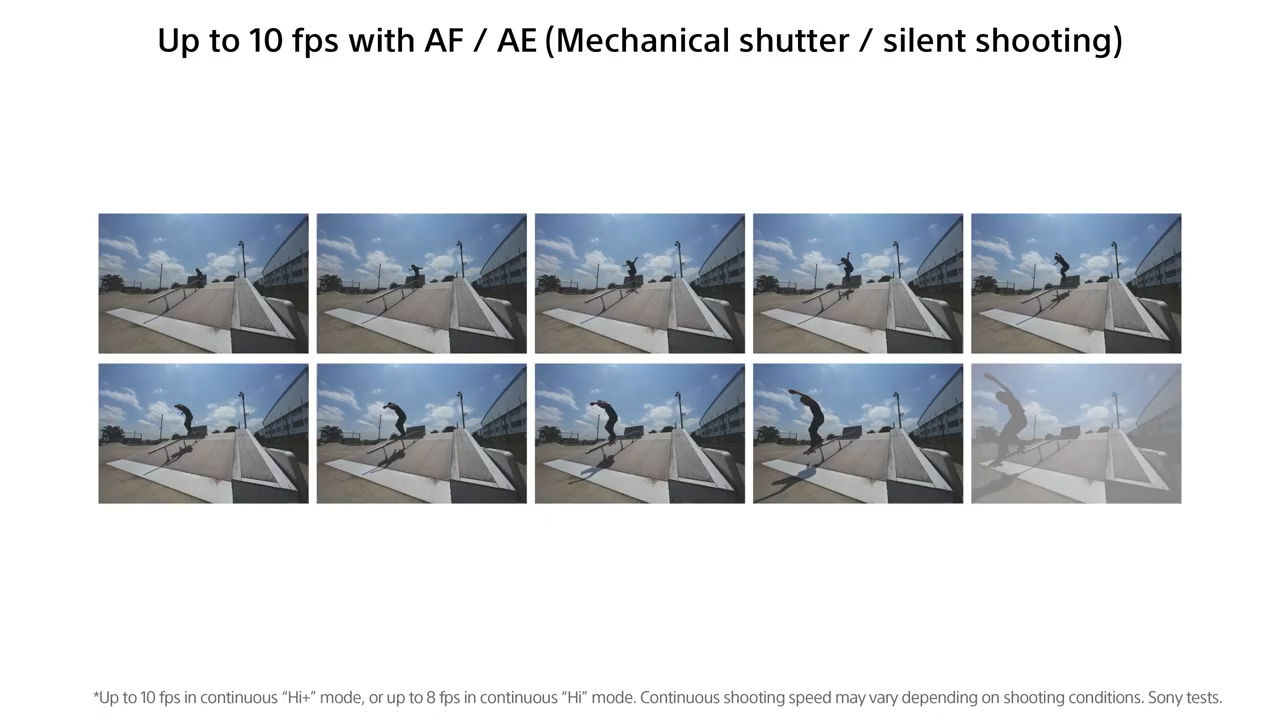 Up to 10 fps with AF / AE (Mechanical shutter / silent shooting)
*Up to 10 fps in continuous “Hi+” mode, or up to 8 fps in continuous “Hi” mode. Continuous shooting speed may vary depending on shooting conditions. Sony tests.